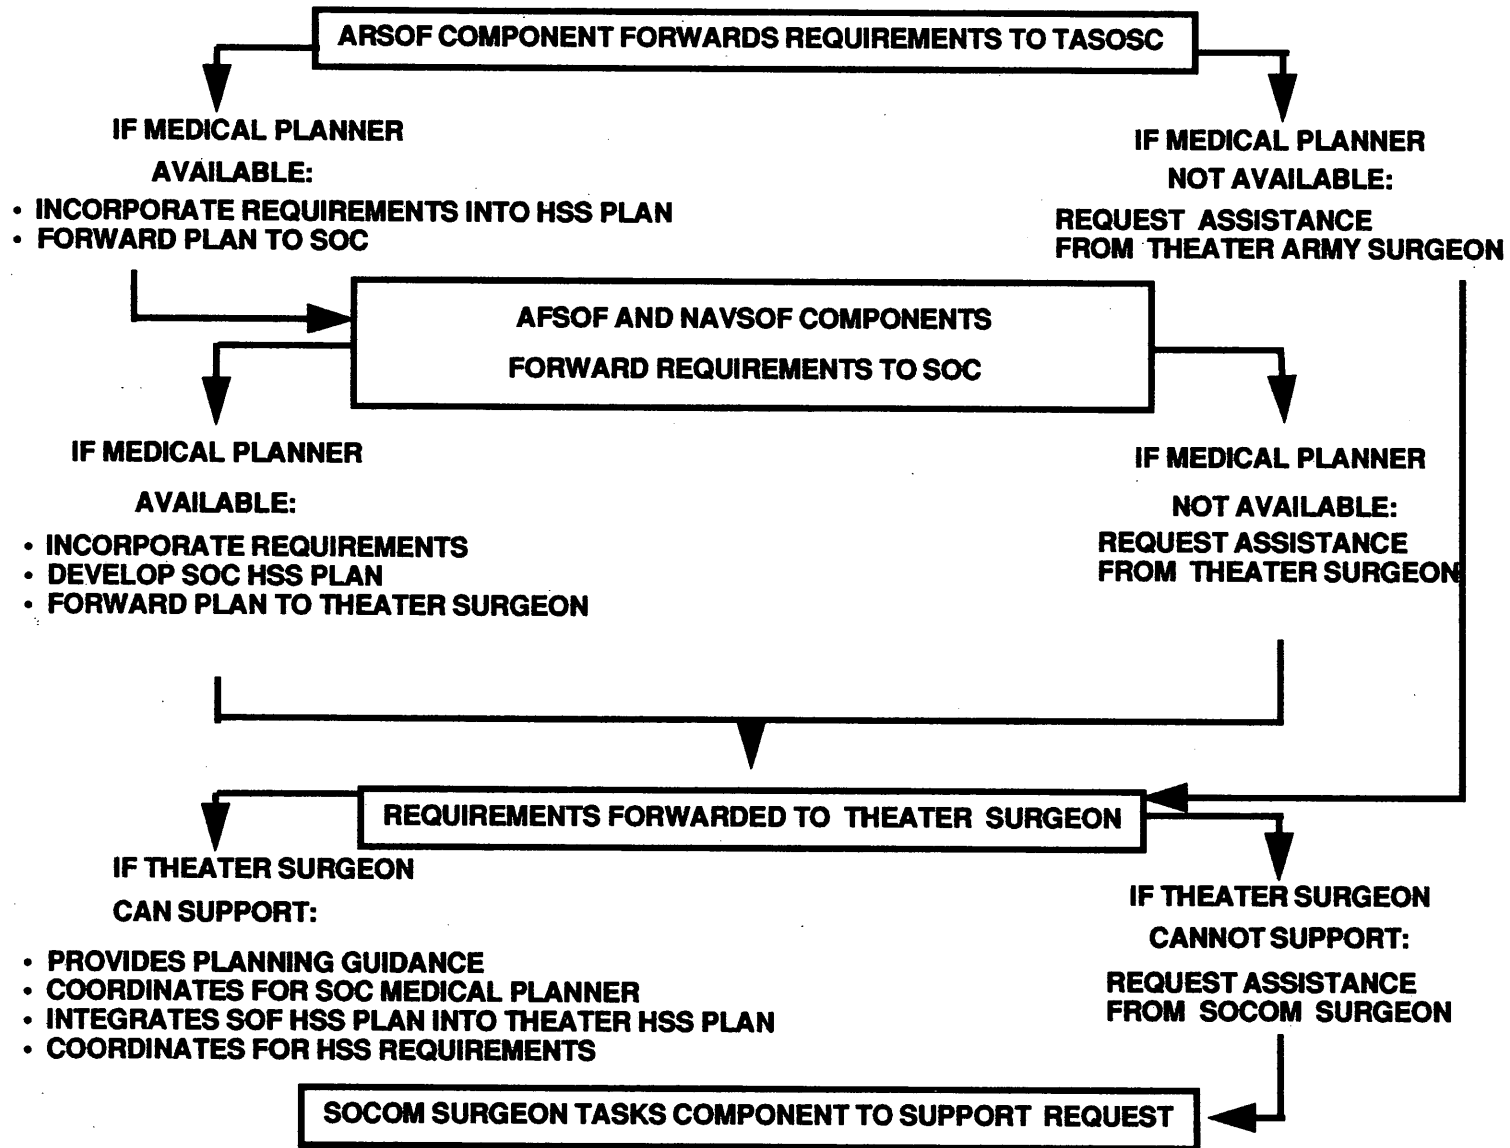 ARSOF COMPONENT FORWARDS REQUIREMENTS TO TASOSC
IF MEDICAL PLANNER
AVAILABLE:
• INCORPORATE REQUIREMENTS INTO HSS PLAN
• FORWARD PLAN TO SOC
IF MEDICAL PLANNER
NOT AVAILABLE:
REQUEST ASSISTANCE
FROM THEATER ARMY SURGEON
AFSOF AND NAVSOF COMPONENTS
FORWARD REQUIREMENTS TO SOC
IF MEDICAL PLANNER
AVAILABLE:
• INCORPORATE REQUIREMENTS
• DEVELOP SOC HSS PLAN
• FORWARD PLAN TO THEATER SURGEON
IF MEDICAL PLANNER
NOT AVAILABLE:
REQUEST ASSISTANCE
FROM THEATER SURGEON
REQUIREMENTS FORWARDED TO THEATER SURGEON
IF THEATER SURGEON
CAN SUPPORT:
• PROVIDES PLANNING GUIDANCE
• COORDINATES FOR SOC MEDICAL PLANNER
• INTEGRATES SOF HSS PLAN INTO THEATER HSS PLAN
• COORDINATES FOR HSS REQUIREMENTS
IF THEATER SURGEON
CANNOT SUPPORT:
REQUEST ASSISTANCE
FROM SOCOM SURGEON
SOCOM SURGEON TASKS COMPONENT TO SUPPORT REQUEST